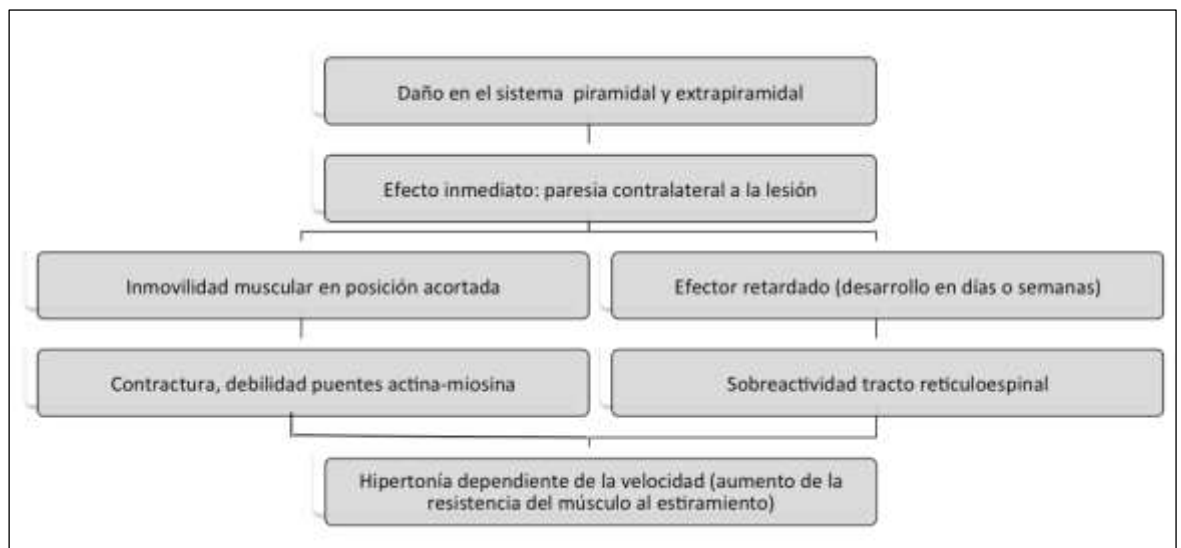 Daño en el sistema piramidal y extrapiramidal
Efecto inmediato: paresia contralateral a la lesión
Inmovilidad muscular en posición acortada
Efector retardado (desarrollo en días o semanas)
Contractura, debilidad puentes actina-miosina
Sobreactividad tracto reticuloespinal
Hipertonía dependiente de la velocidad (aumento de la
resistencia del músculo al estiramiento)